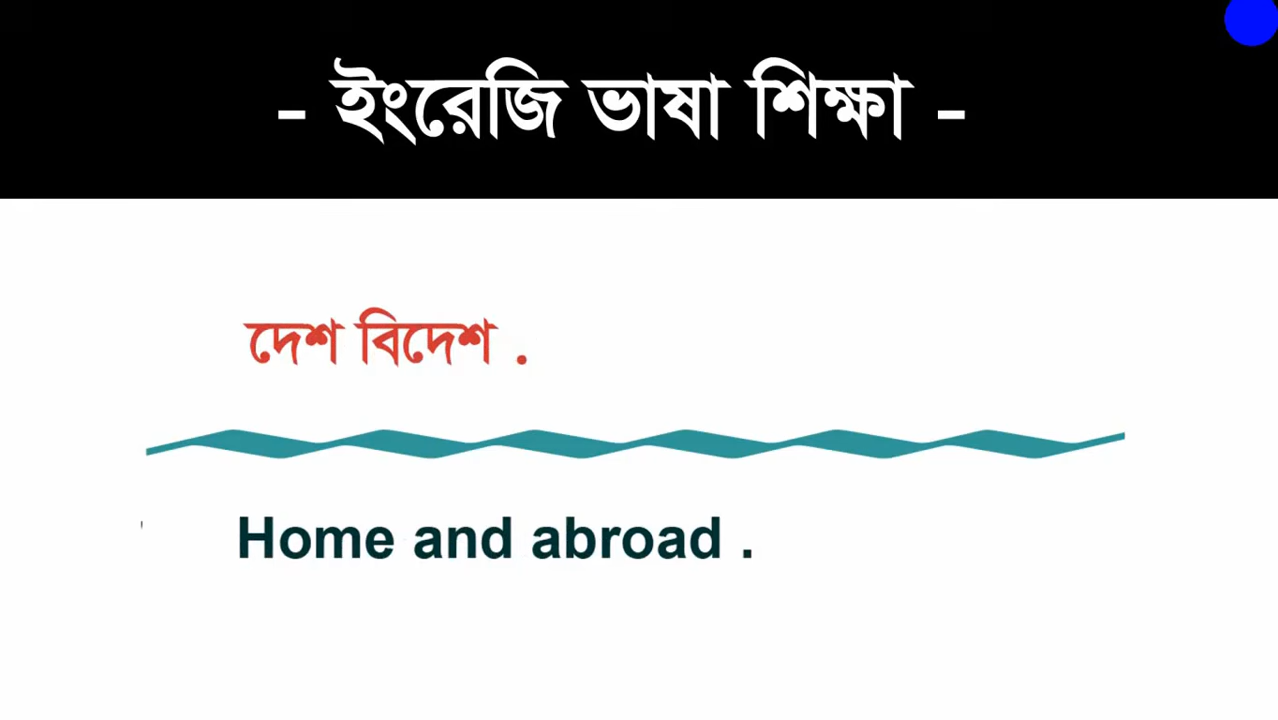 - ইংরেজি ভাষা শিক্ষা -
দেশ বিদেশ .
Home and abroad .